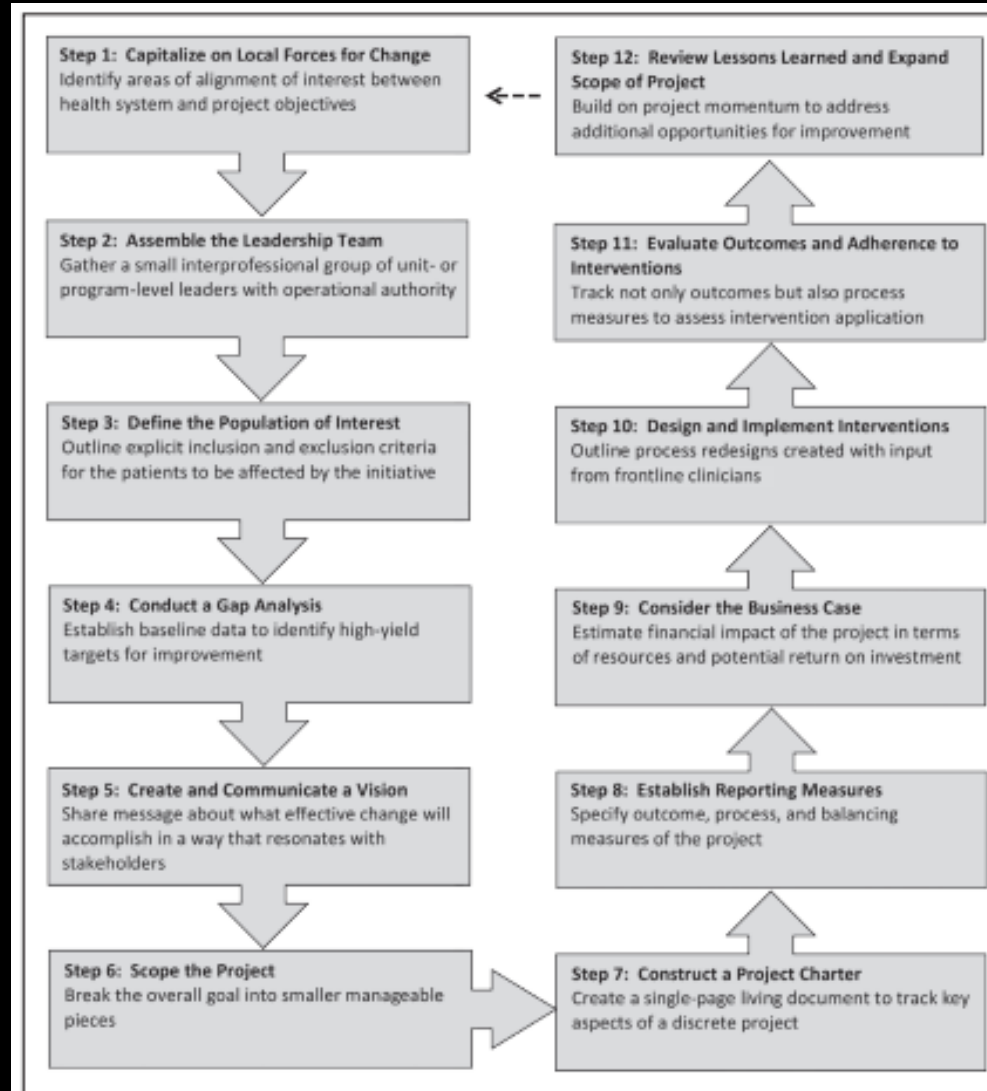 Step 1: Capitalize on Local Forces for Change
Identify areas of alignment of interest between
health system and project objectives
Step 2: Assemble the Leadership Team
Gather a small interprofessional group of unit- or
program-level leaders with operational authority
Step 3: Define the Population of Interest
Outline explicit inclusion and exclusion criteria
for the patients to be affected by the initiative
Step 4: Conduct a Gap Analysis
Establish baseline data to identify high-yield
targets for improvement
Step 5: Create and Communicate a Vision
Share message about what effective change will
accomplish in a way that resonates with
stakeholders
Step 6: Scope the Project
Break the overall goal into smaller manageable
pieces
Step 7: Construct a Project Charter
Create a single-page living document to track key
aspects of a discrete project
Step 8: Establish Reporting Measures
Specify outcome, process, and balancing
measures of the project
Step 9: Consider the Business Case
Estimate financial impact of the project in terms
of resources and potential return on investment
Step 10: Design and Implement Interventions
Outline process redesigns created with input
from frontline clinicians
Step 11: Evaluate Outcomes and Adherence to
Interventions
Track not only outcomes but also process
measures to assess intervention application
Step 12: Review Lessons Learned and Expand
Scope of Project
Build on project momentum to address
additional opportunities for improvement